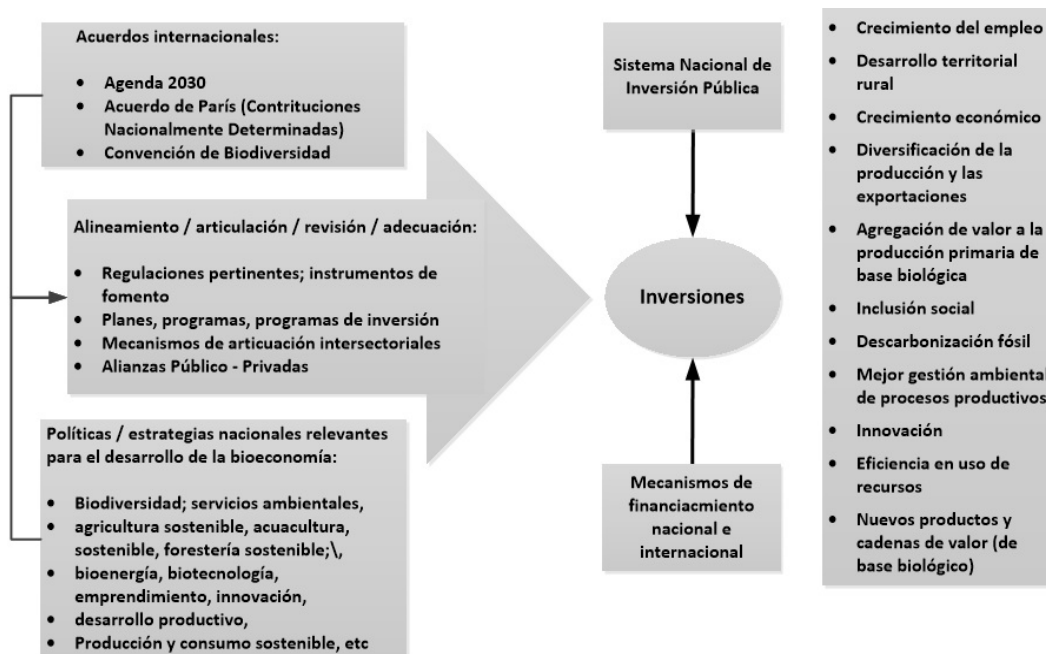 Acuerdos internacionales:
• Agenda 2030
• Acuerdo de París (Contrituciones
Nacionalmente Determinadas)
• Convención de Biodiversidad
Alineamiento / articulación / revisión / adecuación:
• Regulaciones pertinentes; instrumentos de
fomento
• Planes, programas, programas de inversión
• Mecanismos de articuación intersectoriales
• Alianzas Público - Privadas
Políticas / estrategias nacionales relevantes
para el desarrollo de la bioeconomía:
• Biodiversidad; servicios ambientales,
• agricultura sostenible, acuacultura,
sostenible, forestería sostenible;\,
• bioenergía, biotecnología,
emprendimiento, innovación,
• desarrollo productivo,
• Producción y consumo sostenible, etc
Sistema Nacional de
Inversión Pública
Inversiones
Mecanismos de
financiacmiento
nacional e
internacional
• Crecimiento del empleo
• Desarrollo territorial
rural
• Crecimiento económico
• Diversificación de la
producción y las
exportaciones
• Agregación de valor a la
producción primaria de
base biológica
• Inclusión social
• Descarbonización fósil
• Mejor gestión ambiental
de procesos productivos
• Innovación
• Eficiencia en uso de
recursos
• Nuevos productos y
cadenas de valor (de
base biológico)